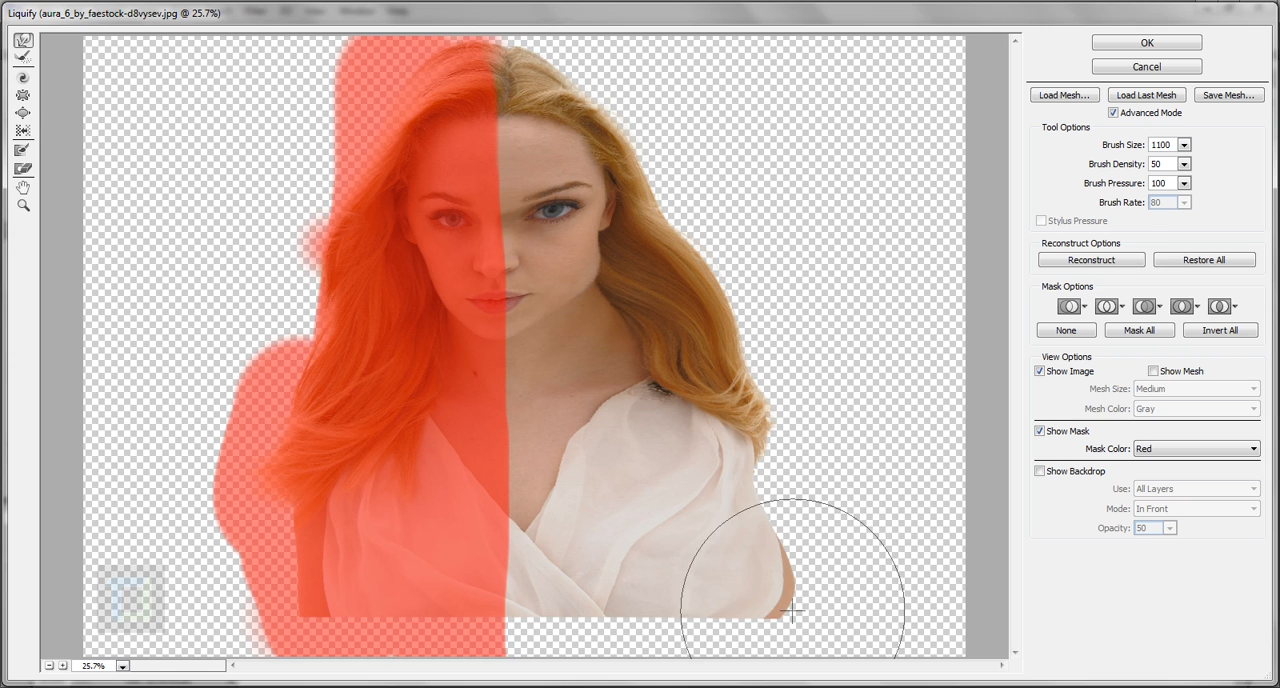 Liquify (aura_6_by_faestock-d8vysev.jpg @ 25.7%)
OK
Cancel
Load Mesh...
Load Last Mesh
Save Mesh...
Advanced Mode
Tool Options
Brush Size: 1100
Brush Density: 50
Brush Pressure: 100
Brush Rate: 80
Stylus Pressure
Reconstruct Options
Reconstruct
Restore All
Mask Options
None
Mask All
Invert All
View Options
Show Image
Show Mesh
Mesh Size: Medium
Mesh Color: Gray
Show Mask
Mask Color: Red
Show Backdrop
Use: All Layers
Mode: In Front
Opacity: 50
25.7%